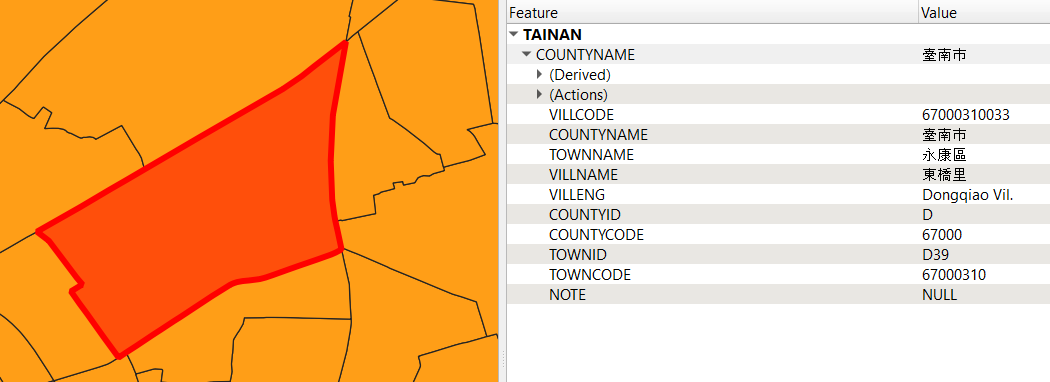 Feature Value
TAINAN
COUNTYNAME 臺南市
(Derived)
(Actions)
VILLCODE 67000310033
COUNTYNAME 臺南市
TOWNNAME 永康區
VILLNAME 東橋里
VILLENG Dongqiao Vil.
COUNTYID D
COUNTYCODE 67000
TOWNID D39
TOWNCODE 67000310
NOTE NULL